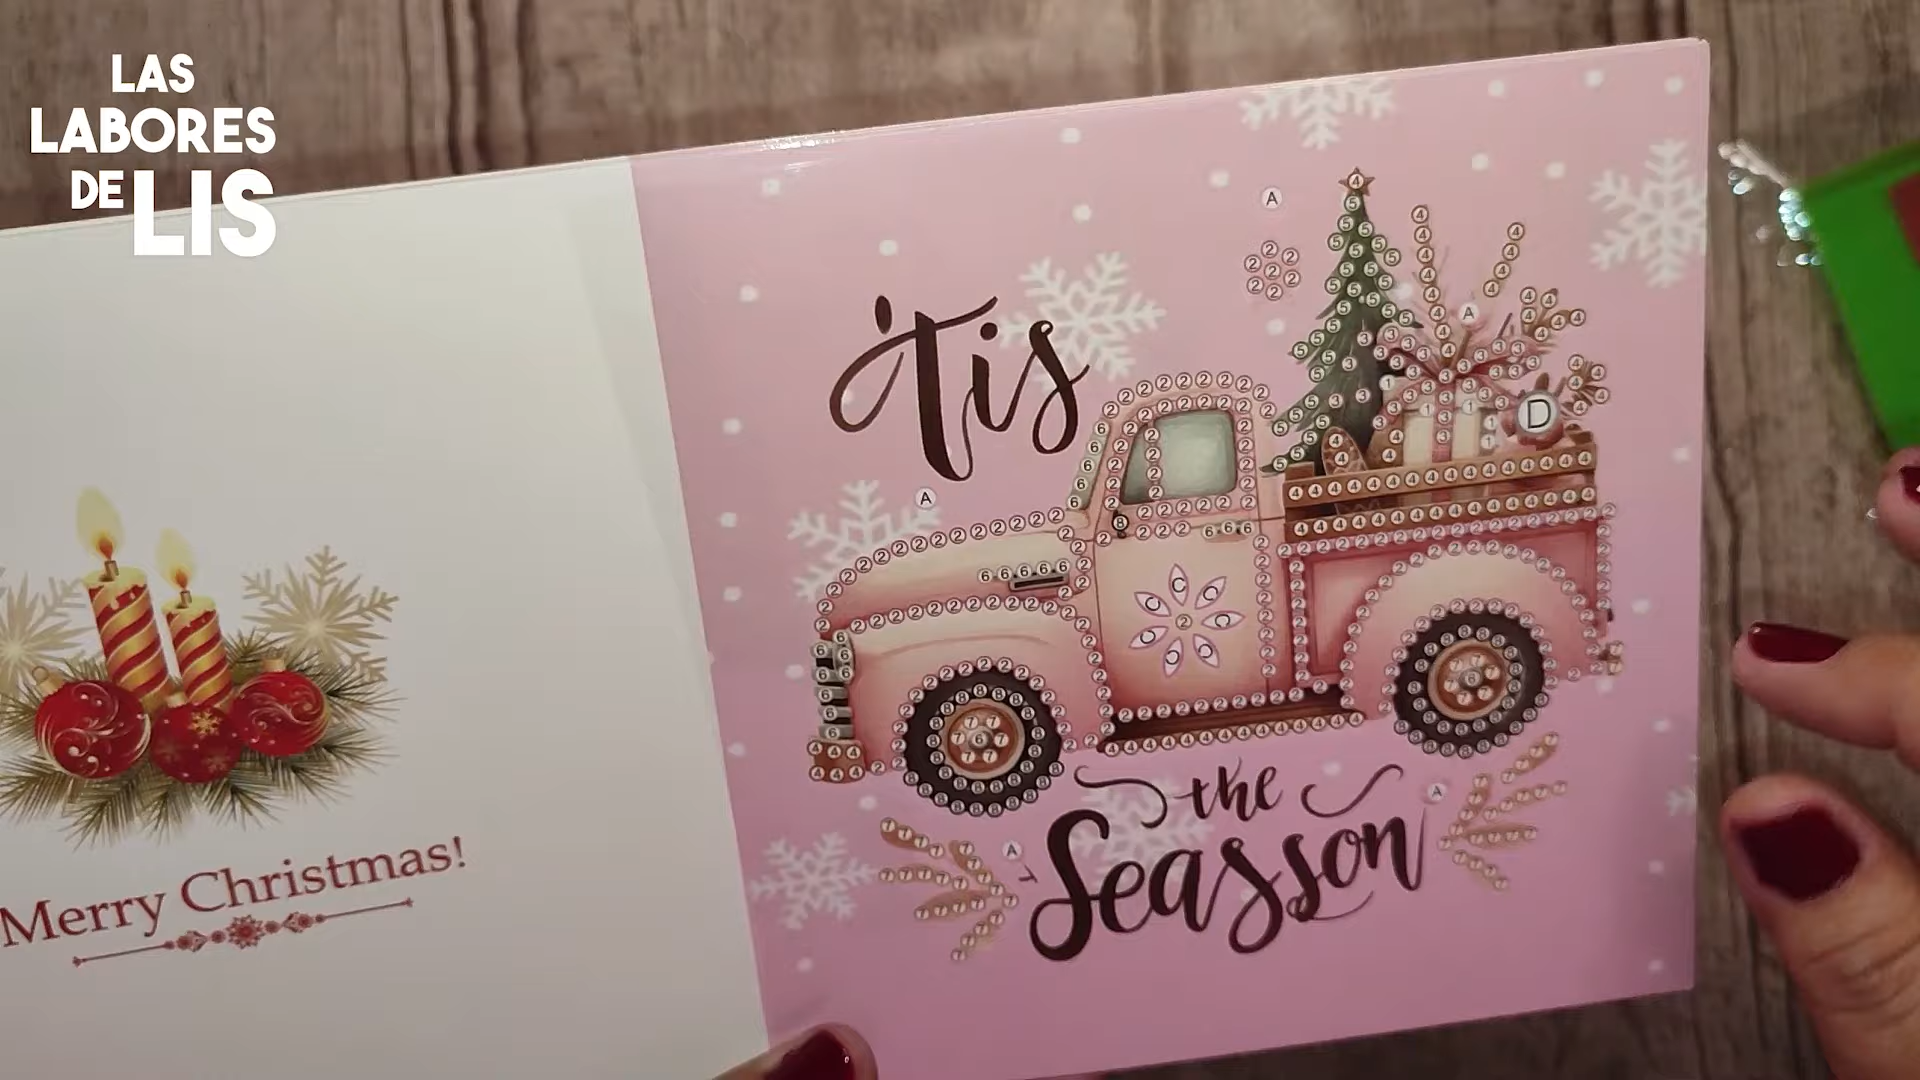 LAS
LABORES
DE LIS
'Tis
the
Seasson
Merry Christmas!